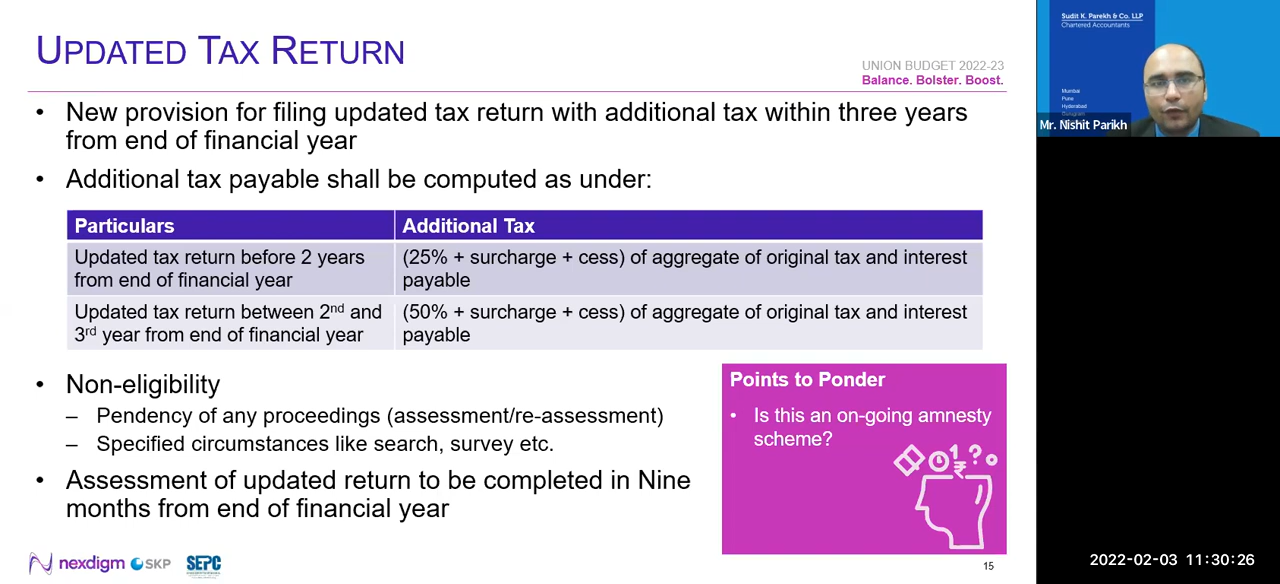 UPDATED TAX RETURN
UNION BUDGET 2022-23
Balance. Bolster. Boost.
• New provision for filing updated tax return with additional tax within three years
from end of financial year
• Additional tax payable shall be computed as under:
Particulars
Additional Tax
Updated tax return before 2 years
from end of financial year
(25% + surcharge + cess) of aggregate of original tax and interest
payable
Updated tax return between 2nd and
3rd year from end of financial year
(50% + surcharge + cess) of aggregate of original tax and interest
payable
• Non-eligibility
– Pendency of any proceedings (assessment/re-assessment)
– Specified circumstances like search, survey etc.
• Assessment of updated return to be completed in Nine
months from end of financial year
Points to Ponder
• Is this an on-going amnesty
scheme?
1 ? ₹
nexdigm SKP SEPC
15
Sudit K. Parekh & Co. LLP
Chartered Accountants
Mumbai
Pune
Hyderabad
Mr. Nishit Parikh
2022-02-03 11:30:26